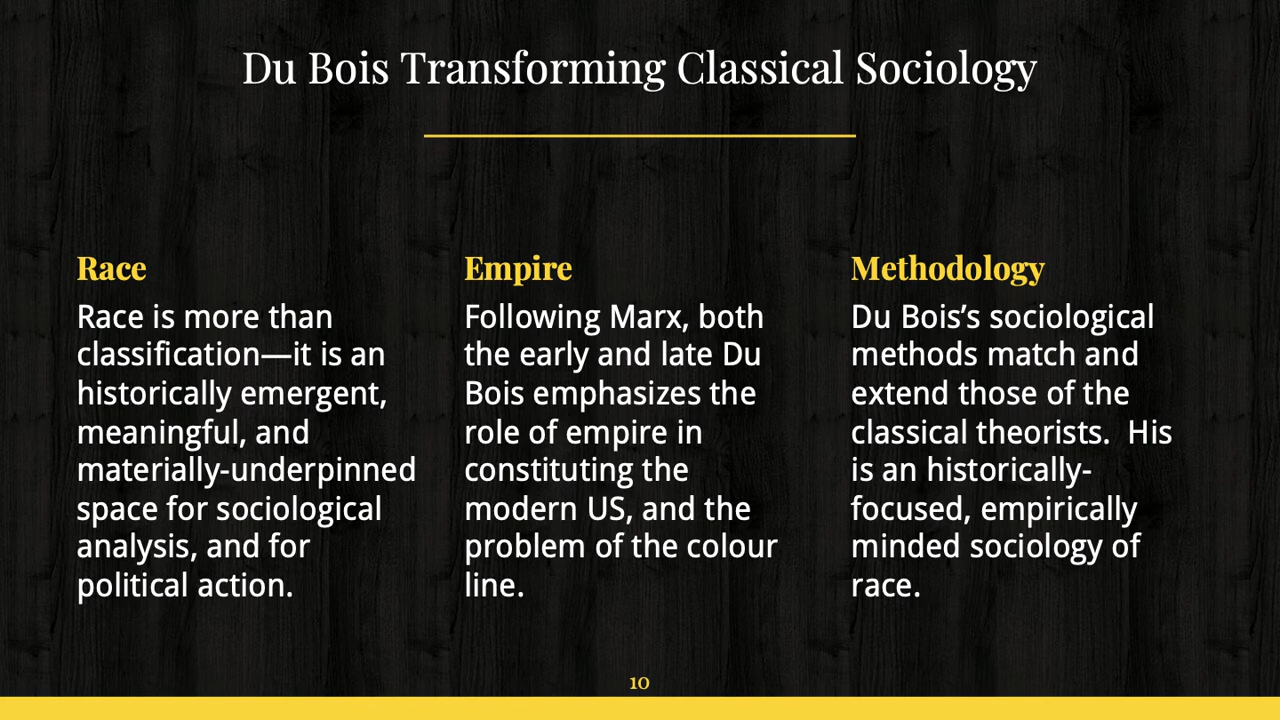 Du Bois Transforming Classical Sociology
Race
Race is more than
classification—it is an
historically emergent,
meaningful, and
materially-underpinned
space for sociological
analysis, and for
political action.
Empire
Following Marx, both
the early and late Du
Bois emphasizes the
role of empire in
constituting the
modern US, and the
problem of the colour
line.
Methodology
Du Bois’s sociological
methods match and
extend those of the
classical theorists.  His
is an historically-
focused, empirically
minded sociology of
race.
10